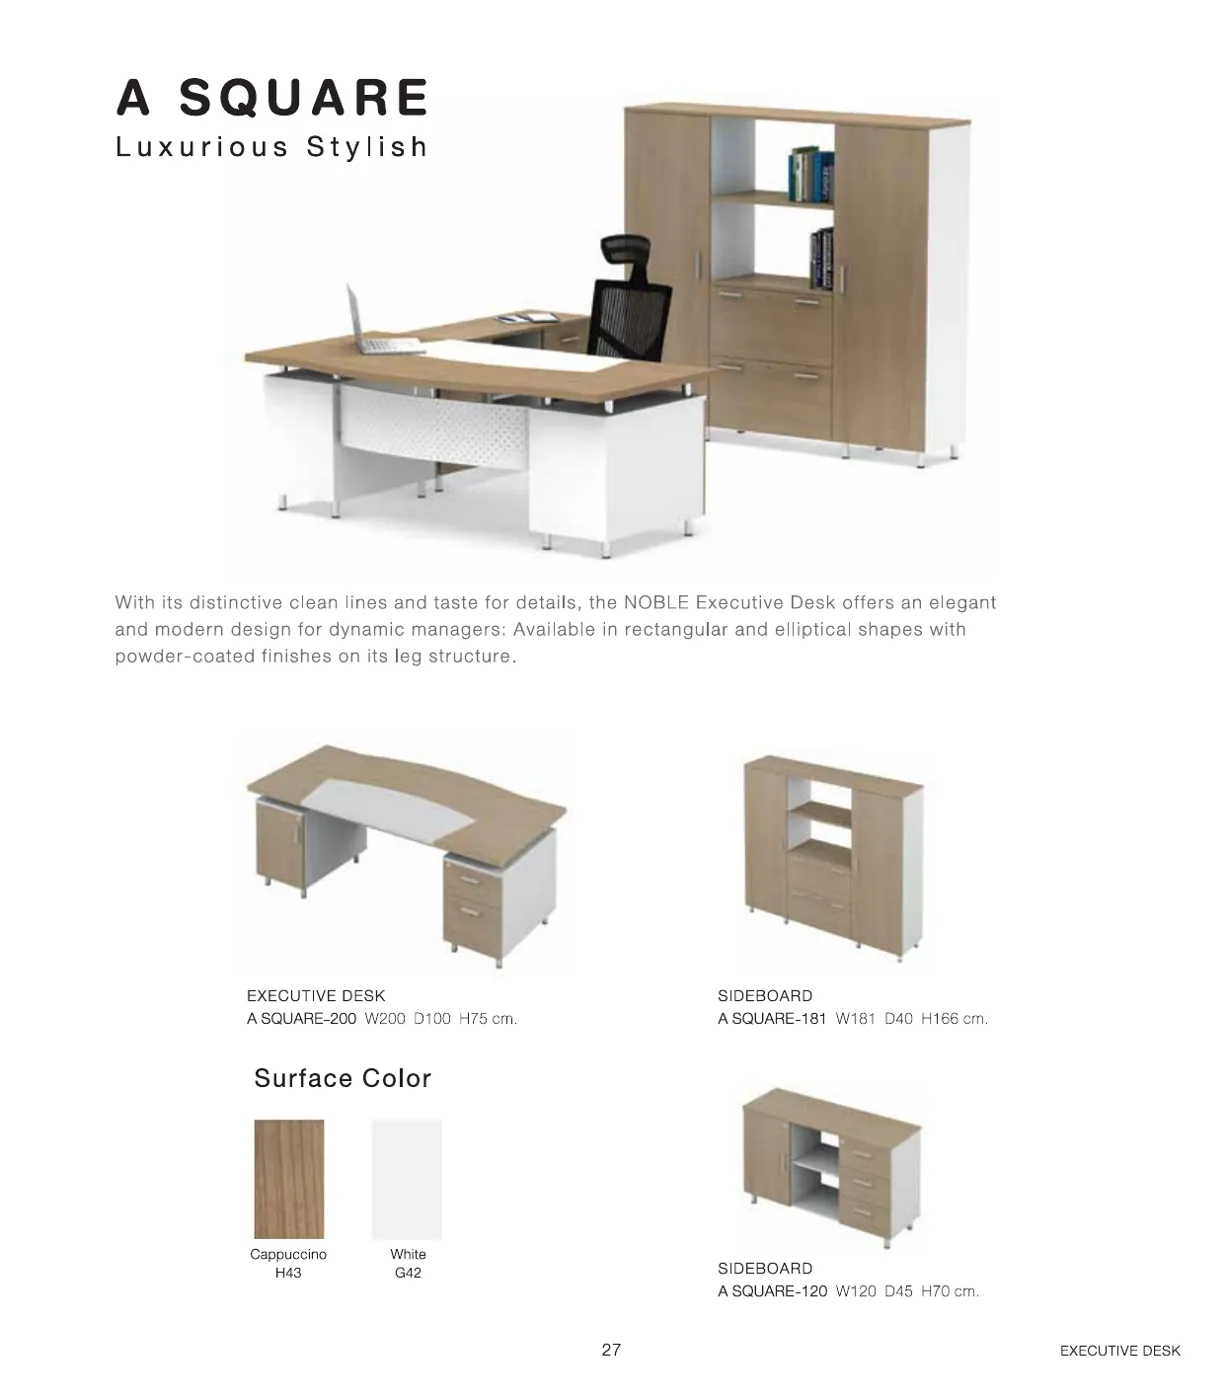 A SQUARE
Luxurious Stylish
With its distinctive clean lines and taste for details, the NOBLE Executive Desk offers an elegant
and modern design for dynamic managers: Available in rectangular and elliptical shapes with
powder-coated finishes on its leg structure.
EXECUTIVE DESK
A SQUARE-200 W200 D100 H75 cm.
SIDEBOARD
A SQUARE-181 W181 D40 H166 cm.
Surface Color
Cappuccino
H43
White
G42
SIDEBOARD
A SQUARE-120 W120 D45 H70 cm.
27
EXECUTIVE DESK